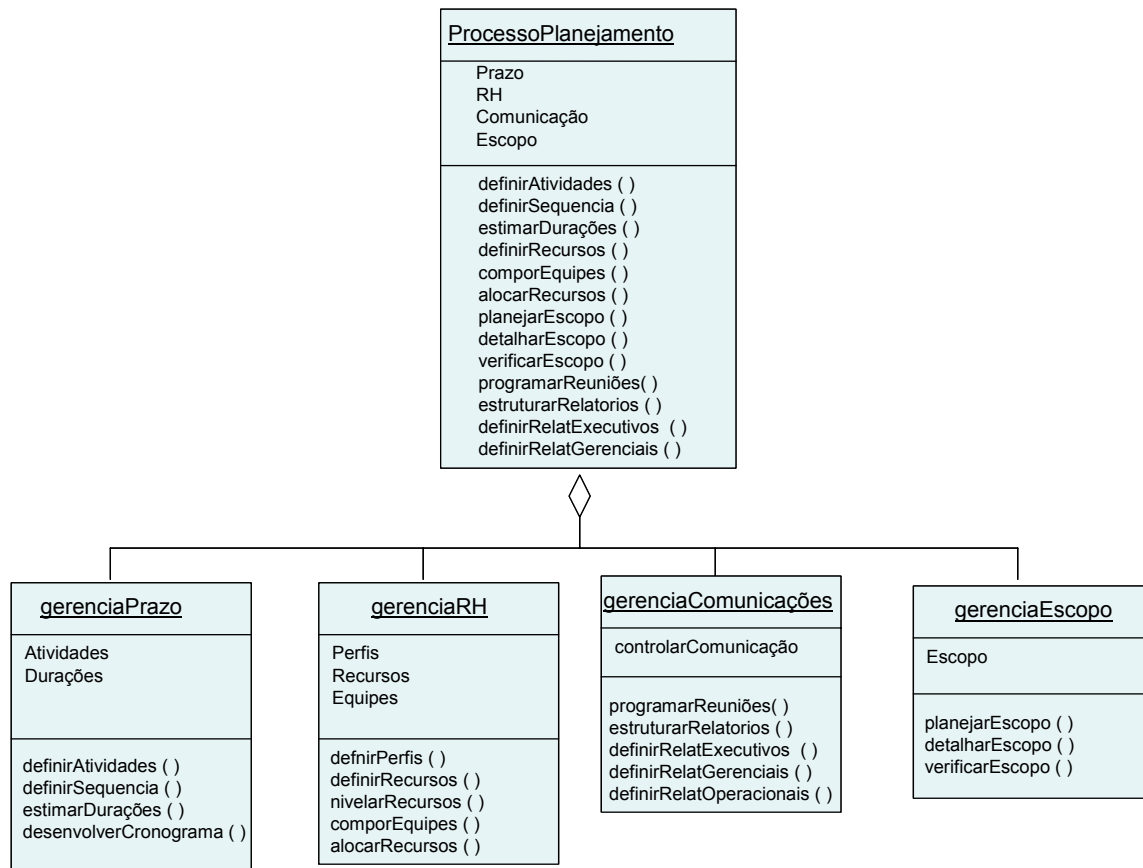 ProcessoPlanejamento
Prazo
RH
Comunicação
Escopo
definirAtividades ( )
definirSequencia ( )
estimarDurações ( )
definirRecursos ( )
comporEquipes ( )
alocarRecursos ( )
planejarEscopo ( )
detalharEscopo ( )
verificarEscopo ( )
programarReuniões( )
estruturarRelatorios ( )
definirRelatExecutivos ( )
definirRelatGerenciais ( )
gerenciaPrazo
Atividades
Durações
definirAtividades ( )
definirSequencia ( )
estimarDurações ( )
desenvolverCronograma ( )
gerenciaRH
Perfis
Recursos
Equipes
defnirPerfis ( )
definirRecursos ( )
nivelarRecursos ( )
comporEquipes ( )
alocarRecursos ( )
gerenciaComunicações
controlarComunicação
programarReuniões( )
estruturarRelatorios ( )
definirRelatExecutivos ( )
definirRelatGerenciais ( )
definirRelatOperacionais ( )
gerenciaEscopo
Escopo
planejarEscopo ( )
detalharEscopo ( )
verificarEscopo ( )